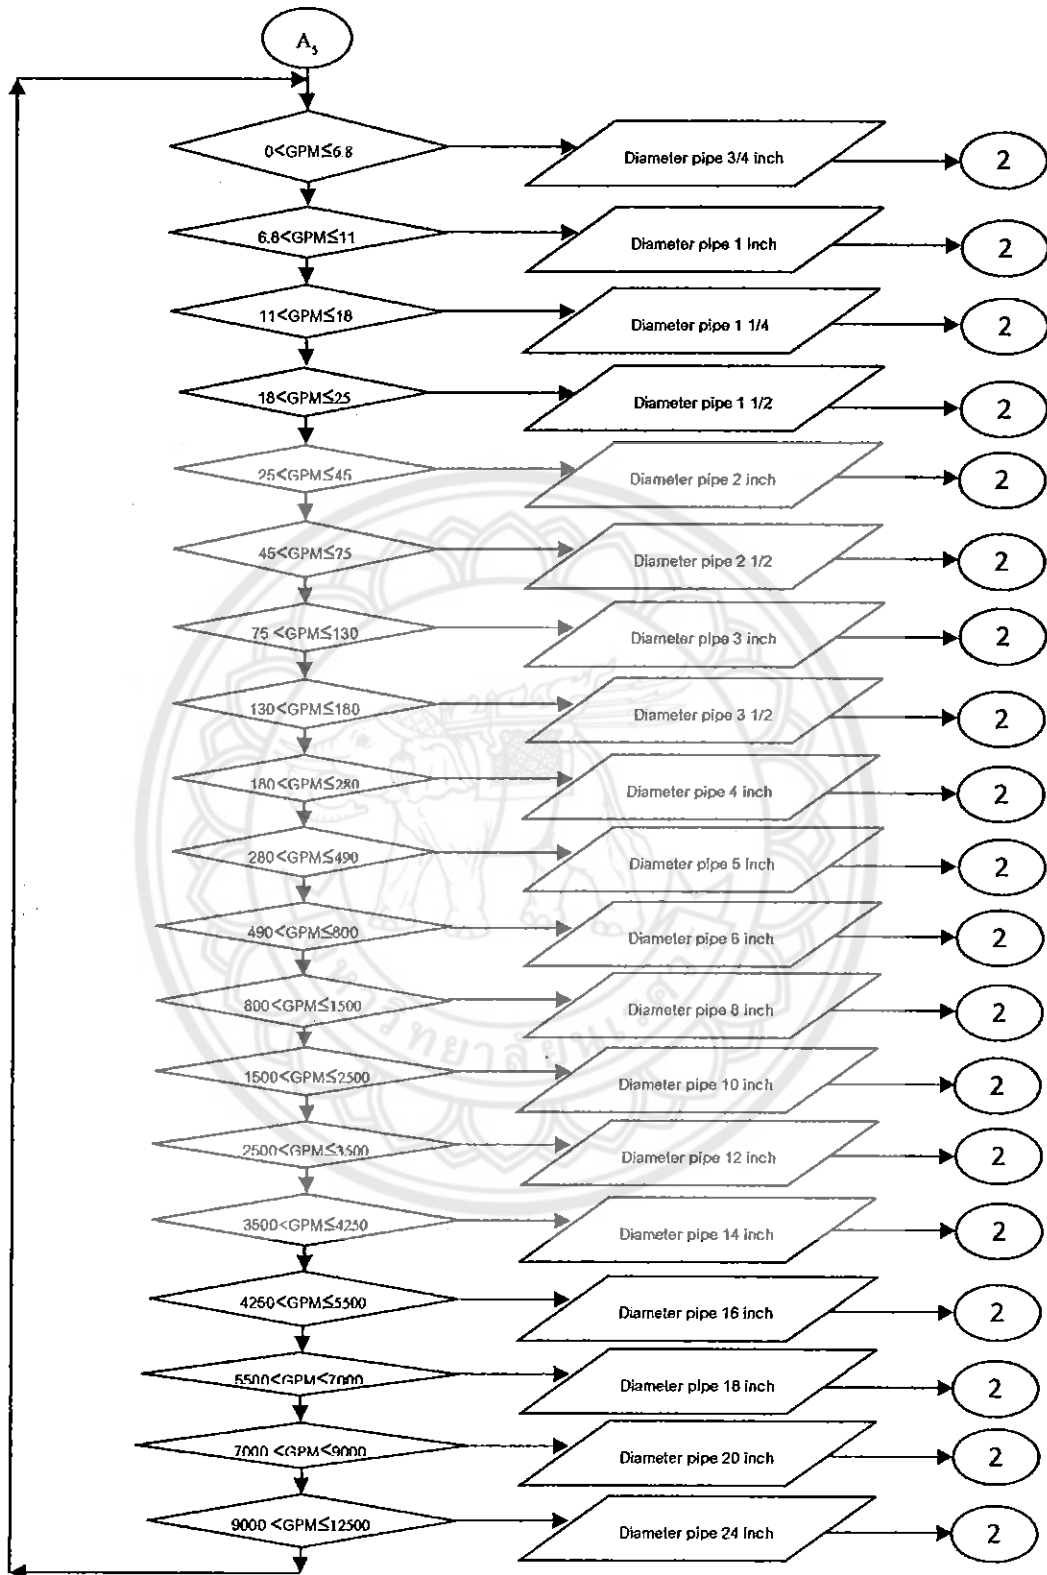 A5
0<GPM≤6.8
Diameter pipe 3/4 inch
2
6.8<GPM≤11
Diameter pipe 1 inch
2
11<GPM≤18
Diameter pipe 1 1/4
2
18<GPM≤25
Diameter pipe 1 1/2
2
25<GPM≤45
Diameter pipe 2 inch
2
45<GPM≤75
Diameter pipe 2 1/2
2
75 <GPM≤130
Diameter pipe 3 inch
2
130<GPM≤180
Diameter pipe 3 1/2
2
180<GPM≤280
Diameter pipe 4 inch
2
280<GPM≤490
Diameter pipe 5 inch
2
490<GPM≤800
Diameter pipe 6 inch
2
800<GPM≤1500
Diameter pipe 8 inch
2
1500<GPM≤2500
Diameter pipe 10 inch
2
2500<GPM≤3500
Diameter pipe 12 inch
2
3500<GPM≤4250
Diameter pipe 14 inch
2
4250<GPM≤5500
Diameter pipe 16 inch
2
5500<GPM≤7000
Diameter pipe 18 inch
2
7000 <GPM≤9000
Diameter pipe 20 inch
2
9000 <GPM≤12500
Diameter pipe 24 inch
2